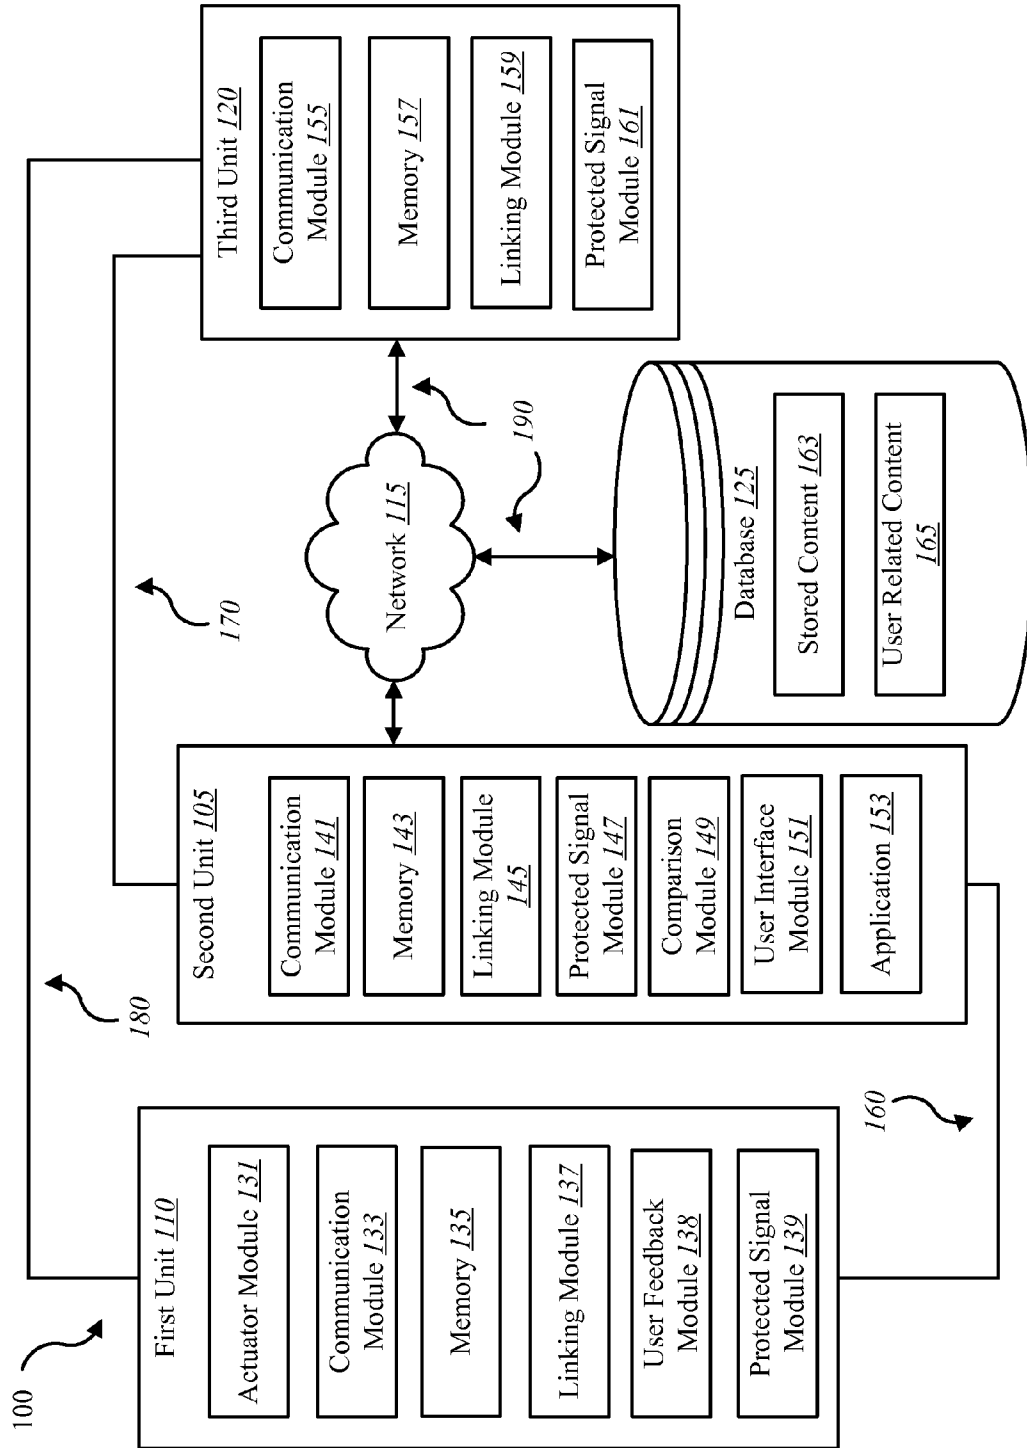 100
180
170
First Unit 110
Actuator Module 131
Communication
Module 133
Memory 135
Linking Module 137
User Feedback
Module 138
Protected Signal
Module 139
160
Second Unit 105
Communication
Module 141
Memory 143
Linking Module
145
Protected Signal
Module 147
Comparison
Module 149
User Interface
Module 151
Application 153
Network 115
190
Third Unit 120
Communication
Module 155
Memory 157
Linking Module 159
Protected Signal
Module 161
Database 125
Stored Content 163
User Related Content
165